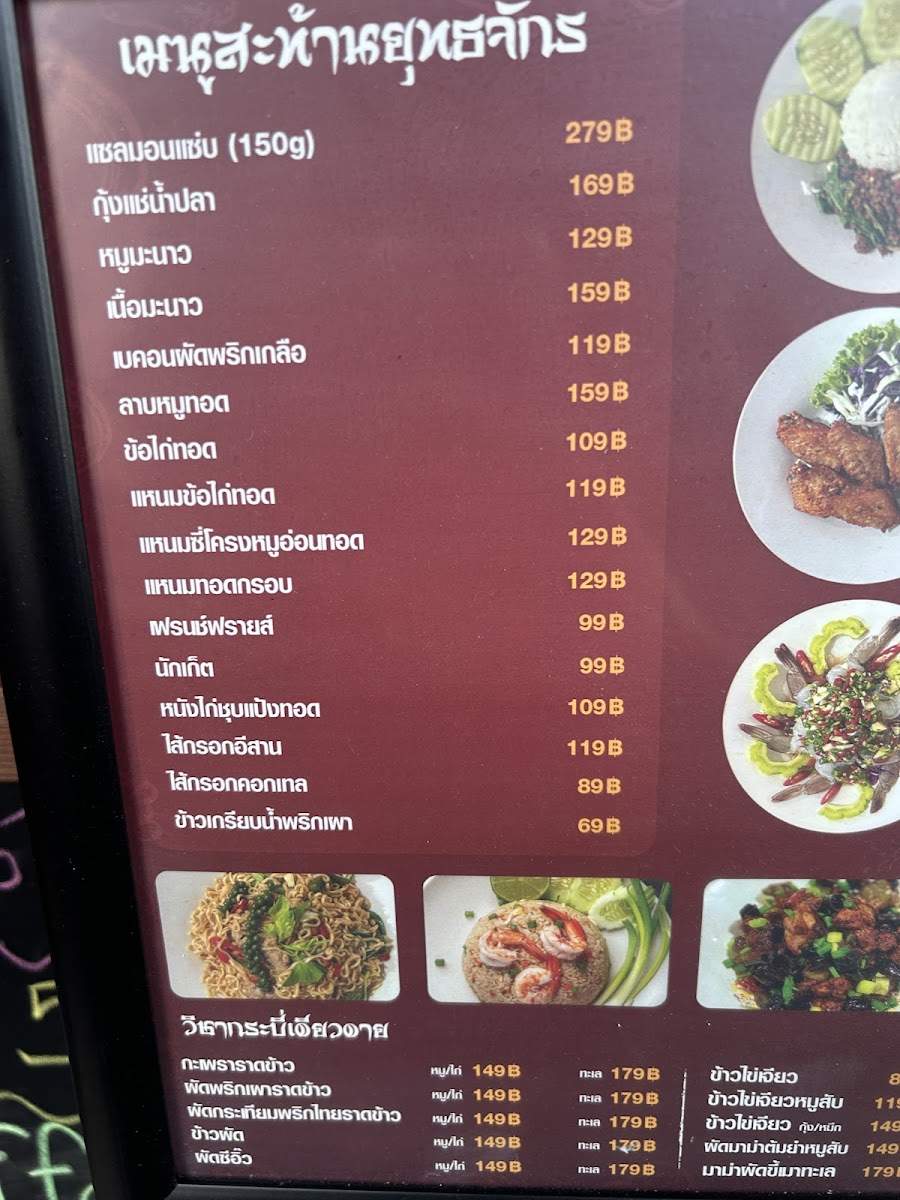 เมนูสะท้านยุทธจักร
แซลมอนแซ่บ (150g) 279฿
กุ้งแช่น้ำปลา 169฿
หมูมะนาว 129฿
เนื้อมะนาว 159฿
เบคอนผัดพริกเกลือ 119฿
ลาบหมูทอด 159฿
ข้อไก่ทอด 109฿
แหนมข้อไก่ทอด 119฿
แหนมซี่โครงหมูอ่อนทอด 129฿
แหนมทอดกรอบ 129฿
เฟรนช์ฟรายส์ 99฿
นักเก็ต 99฿
หนังไก่ชุบแป้งทอด 109฿
ไส้กรอกอีสาน 119฿
ไส้กรอกคอกเทล 89฿
ข้าวเกรียบน้ำพริกเผา 69฿
วิชากระบี่เดียวดาย
กะเพราราดข้าว หมู/ไก่ 149฿ ทะเล 179฿
ผัดพริกเผาราดข้าว หมู/ไก่ 149฿ ทะเล 179฿
ผัดกระเทียมพริกไทยราดข้าว หมู/ไก่ 149฿ ทะเล 179฿
ข้าวผัด หมู/ไก่ 149฿ ทะเล 179฿
ผัดซีอิ๊ว หมู/ไก่ 149฿ ทะเล 179฿
ข้าวไข่เจียว
ข้าวไข่เจียวหมูสับ
ข้าวไข่เจียว กุ้ง/หมึก 149
ผัดมาม่าต้มยำหมูสับ 149
มาม่าผัดขี้เมาทะเล 179